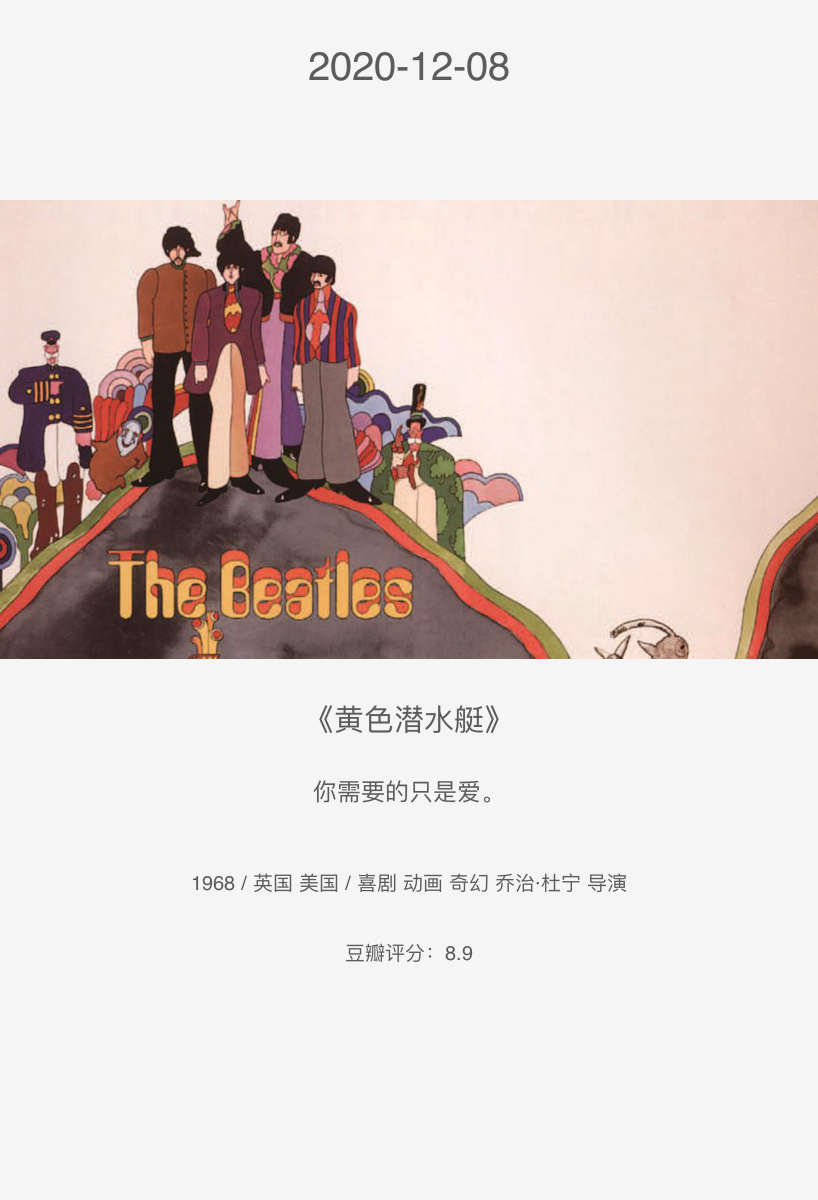 2020-12-08
The Beatles
《黄色潜水艇》
你需要的只是爱。
1968 / 英国 美国 / 喜剧 动画 奇幻 乔治·杜宁 导演
豆瓣评分：8.9